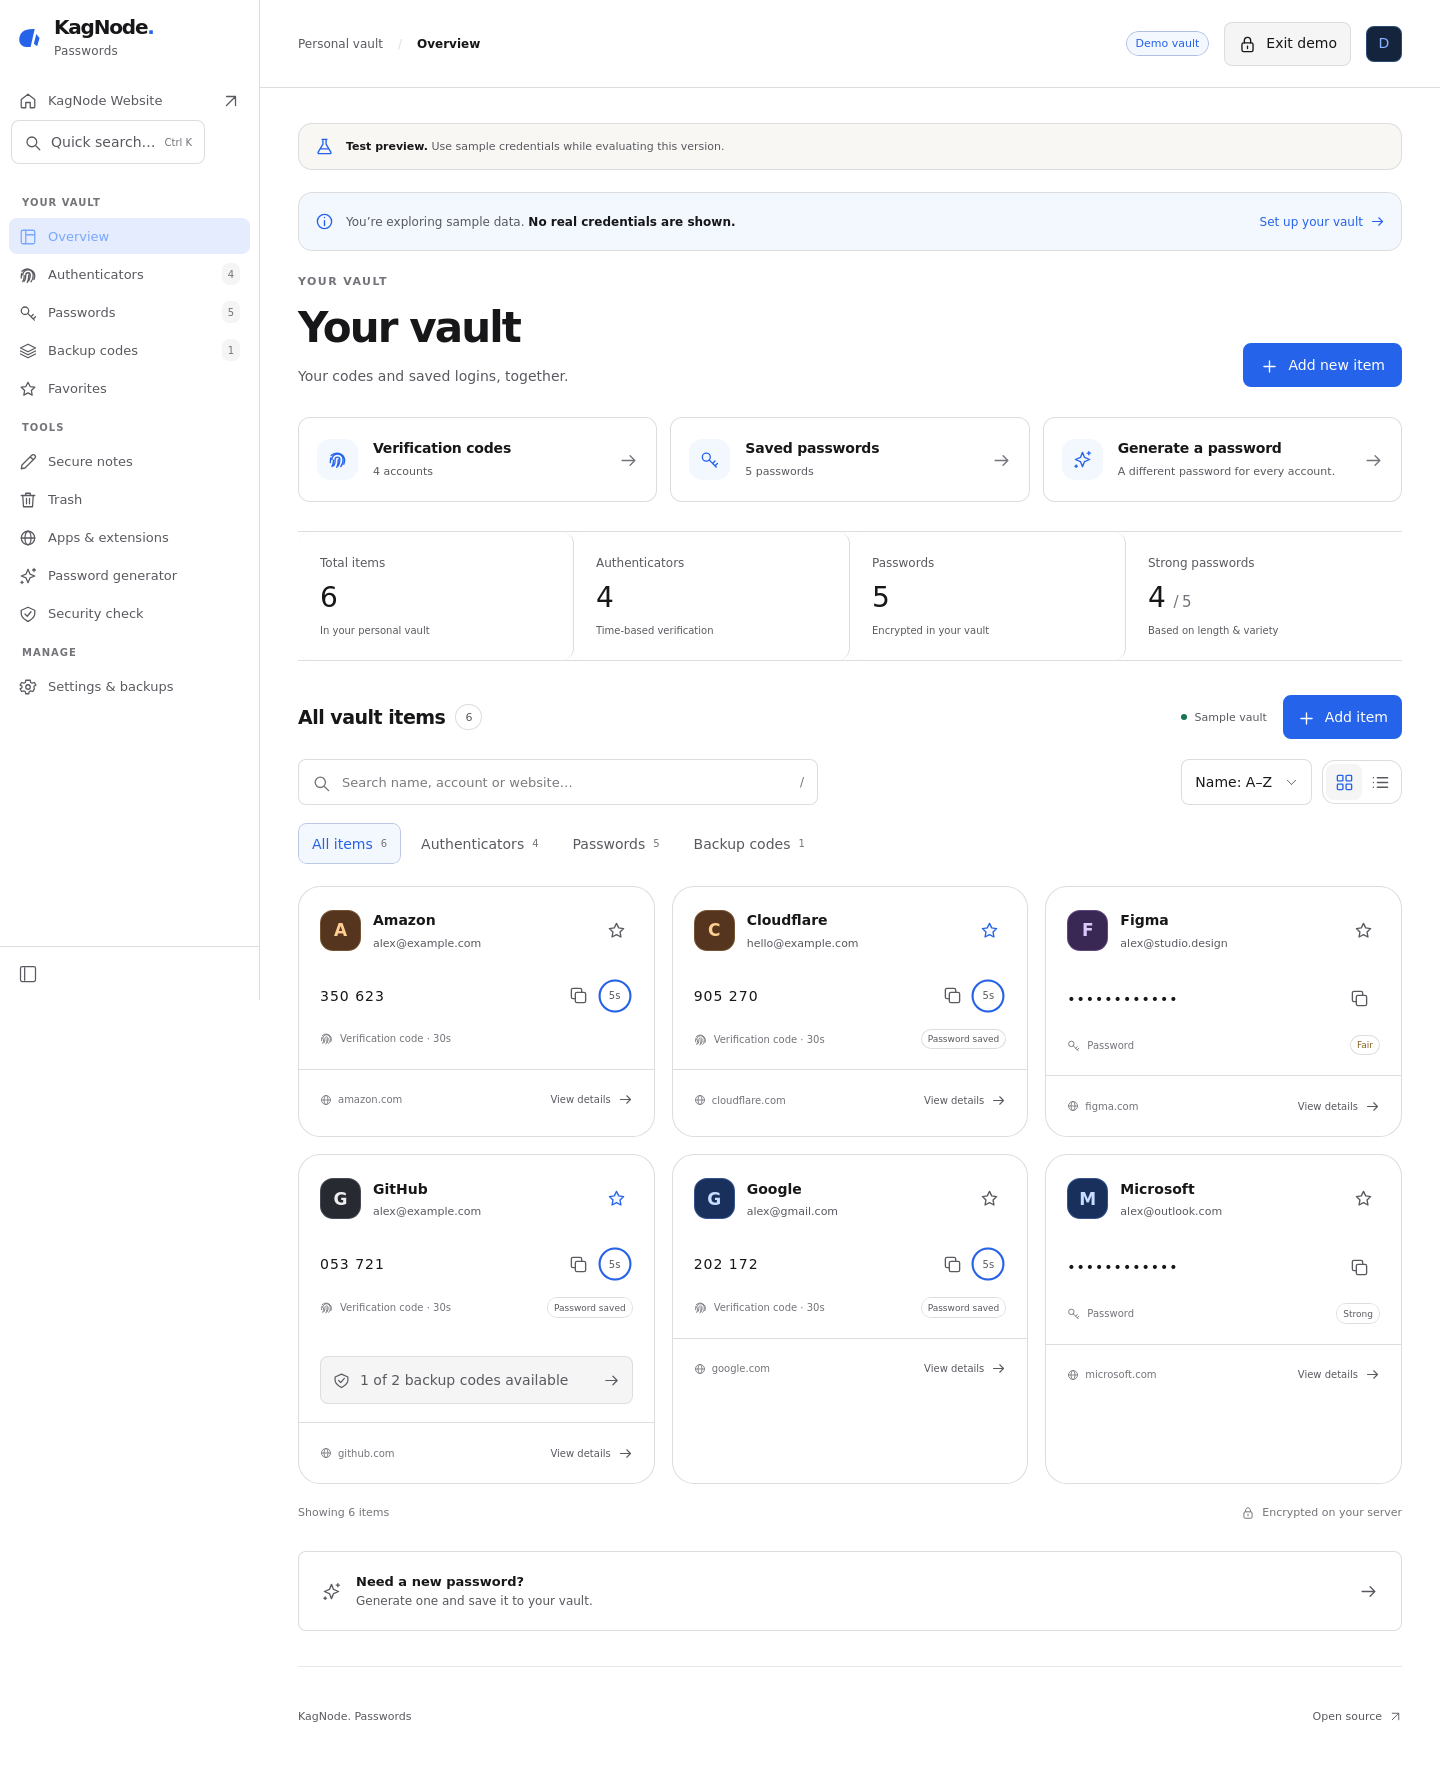 KagNode.
Passwords
KagNode Website
Quick search... Ctrl K
YOUR VAULT
Overview
Authenticators 4
Passwords 5
Backup codes 1
Favorites
TOOLS
Secure notes
Trash
Apps & extensions
Password generator
Security check
MANAGE
Settings & backups
Personal vault / Overview
Demo vault
Exit demo
D
Test preview. Use sample credentials while evaluating this version.
You’re exploring sample data. No real credentials are shown.
Set up your vault
YOUR VAULT
Your vault
Your codes and saved logins, together.
Add new item
Verification codes
4 accounts
Saved passwords
5 passwords
Generate a password
A different password for every account.
Total items
6
In your personal vault
Authenticators
4
Time-based verification
Passwords
5
Encrypted in your vault
Strong passwords
4 / 5
Based on length & variety
All vault items 6
Sample vault
Add item
Search name, account or website... /
Name: A–Z
All items 6
Authenticators 4
Passwords 5
Backup codes 1
A
Amazon
alex@example.com
350 623
5s
Verification code · 30s
amazon.com
View details
C
Cloudflare
hello@example.com
905 270
5s
Verification code · 30s
Password saved
cloudflare.com
View details
F
Figma
alex@studio.design
••••••••••••
Password
Fair
figma.com
View details
G
GitHub
alex@example.com
053 721
5s
Verification code · 30s
Password saved
1 of 2 backup codes available
github.com
View details
G
Google
alex@gmail.com
202 172
5s
Verification code · 30s
Password saved
google.com
View details
M
Microsoft
alex@outlook.com
••••••••••••
Password
Strong
microsoft.com
View details
Showing 6 items
Encrypted on your server
Need a new password?
Generate one and save it to your vault.
KagNode. Passwords
Open source